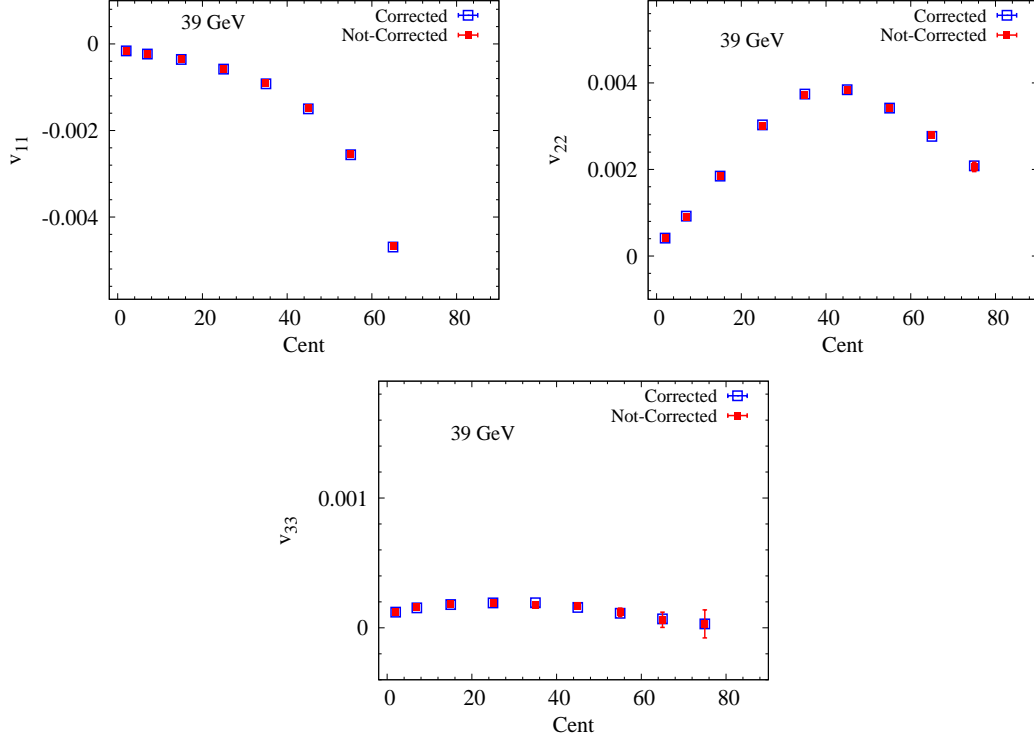 39 GeV
Corrected
Not-Corrected
0
-0.002
-0.004
v11
0 20 40 60 80
Cent
39 GeV
Corrected
Not-Corrected
0.004
0.002
0
v22
0 20 40 60 80
Cent
39 GeV
Corrected
Not-Corrected
0.001
0
v33
0 20 40 60 80
Cent